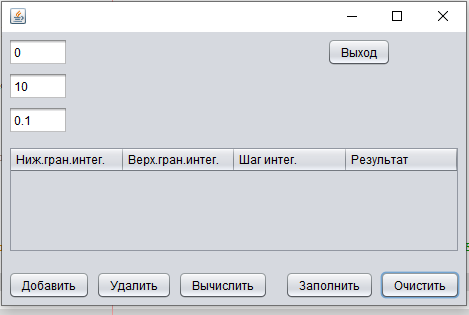 0
Выход
10
0.1
Ниж.гран.интег. Верх.гран.интег. Шаг интег. Результат
Добавить Удалить Вычислить Заполнить Очистить